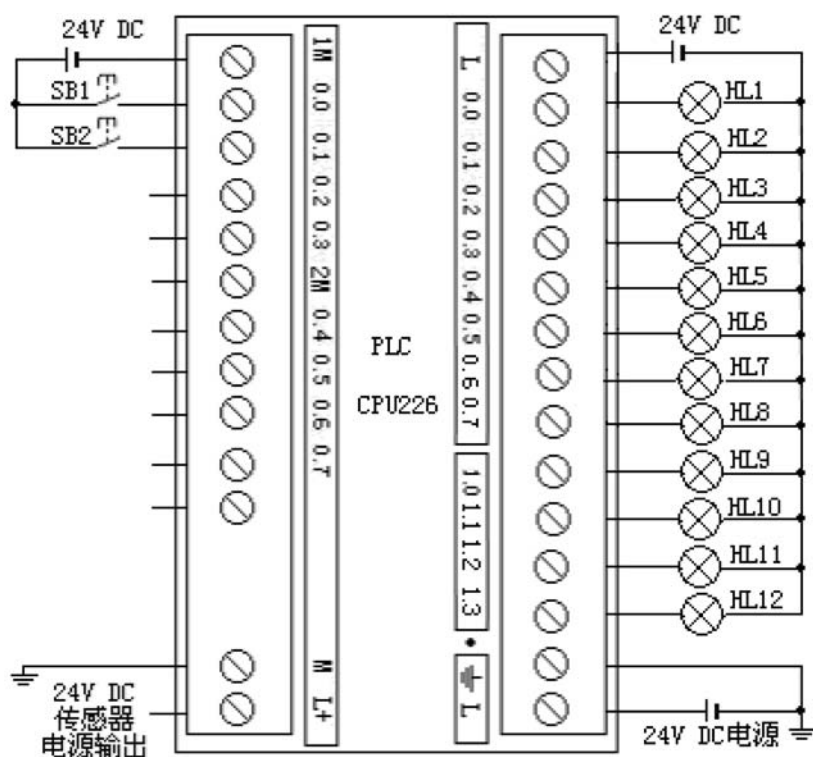 24V DC
SB1
SB2
1M 0.0 0.1 0.2 0.3 2M 0.4 0.5 0.6 0.7
M L+
24V DC
传感器
电源输出
PLC
CPU226
L 0.0 0.1 0.2 0.3 0.4 0.5 0.6 0.7
1.0 1.1 1.2 1.3
L
24V DC
HL1
HL2
HL3
HL4
HL5
HL6
HL7
HL8
HL9
HL10
HL11
HL12
24V DC电源